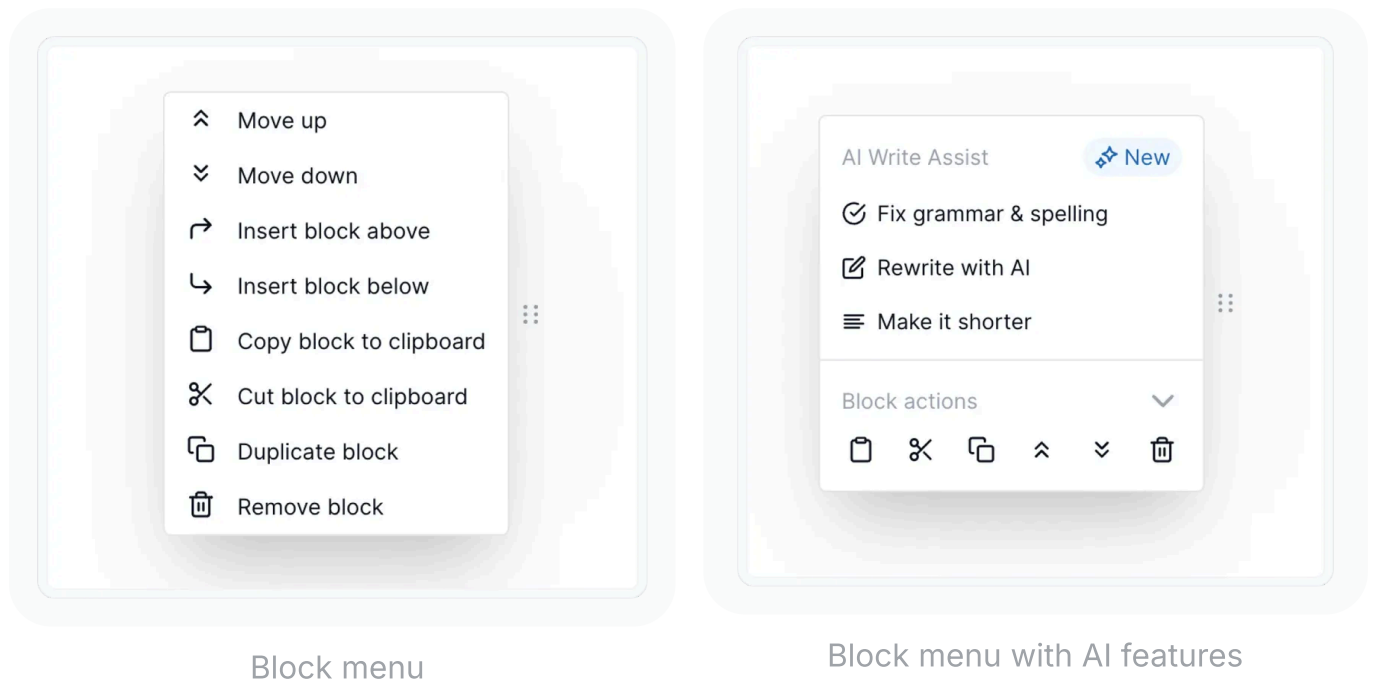 Move up
Move down
Insert block above
Insert block below
Copy block to clipboard
Cut block to clipboard
Duplicate block
Remove block
Block menu
AI Write Assist
New
Fix grammar & spelling
Rewrite with AI
Make it shorter
Block actions
Block menu with AI features